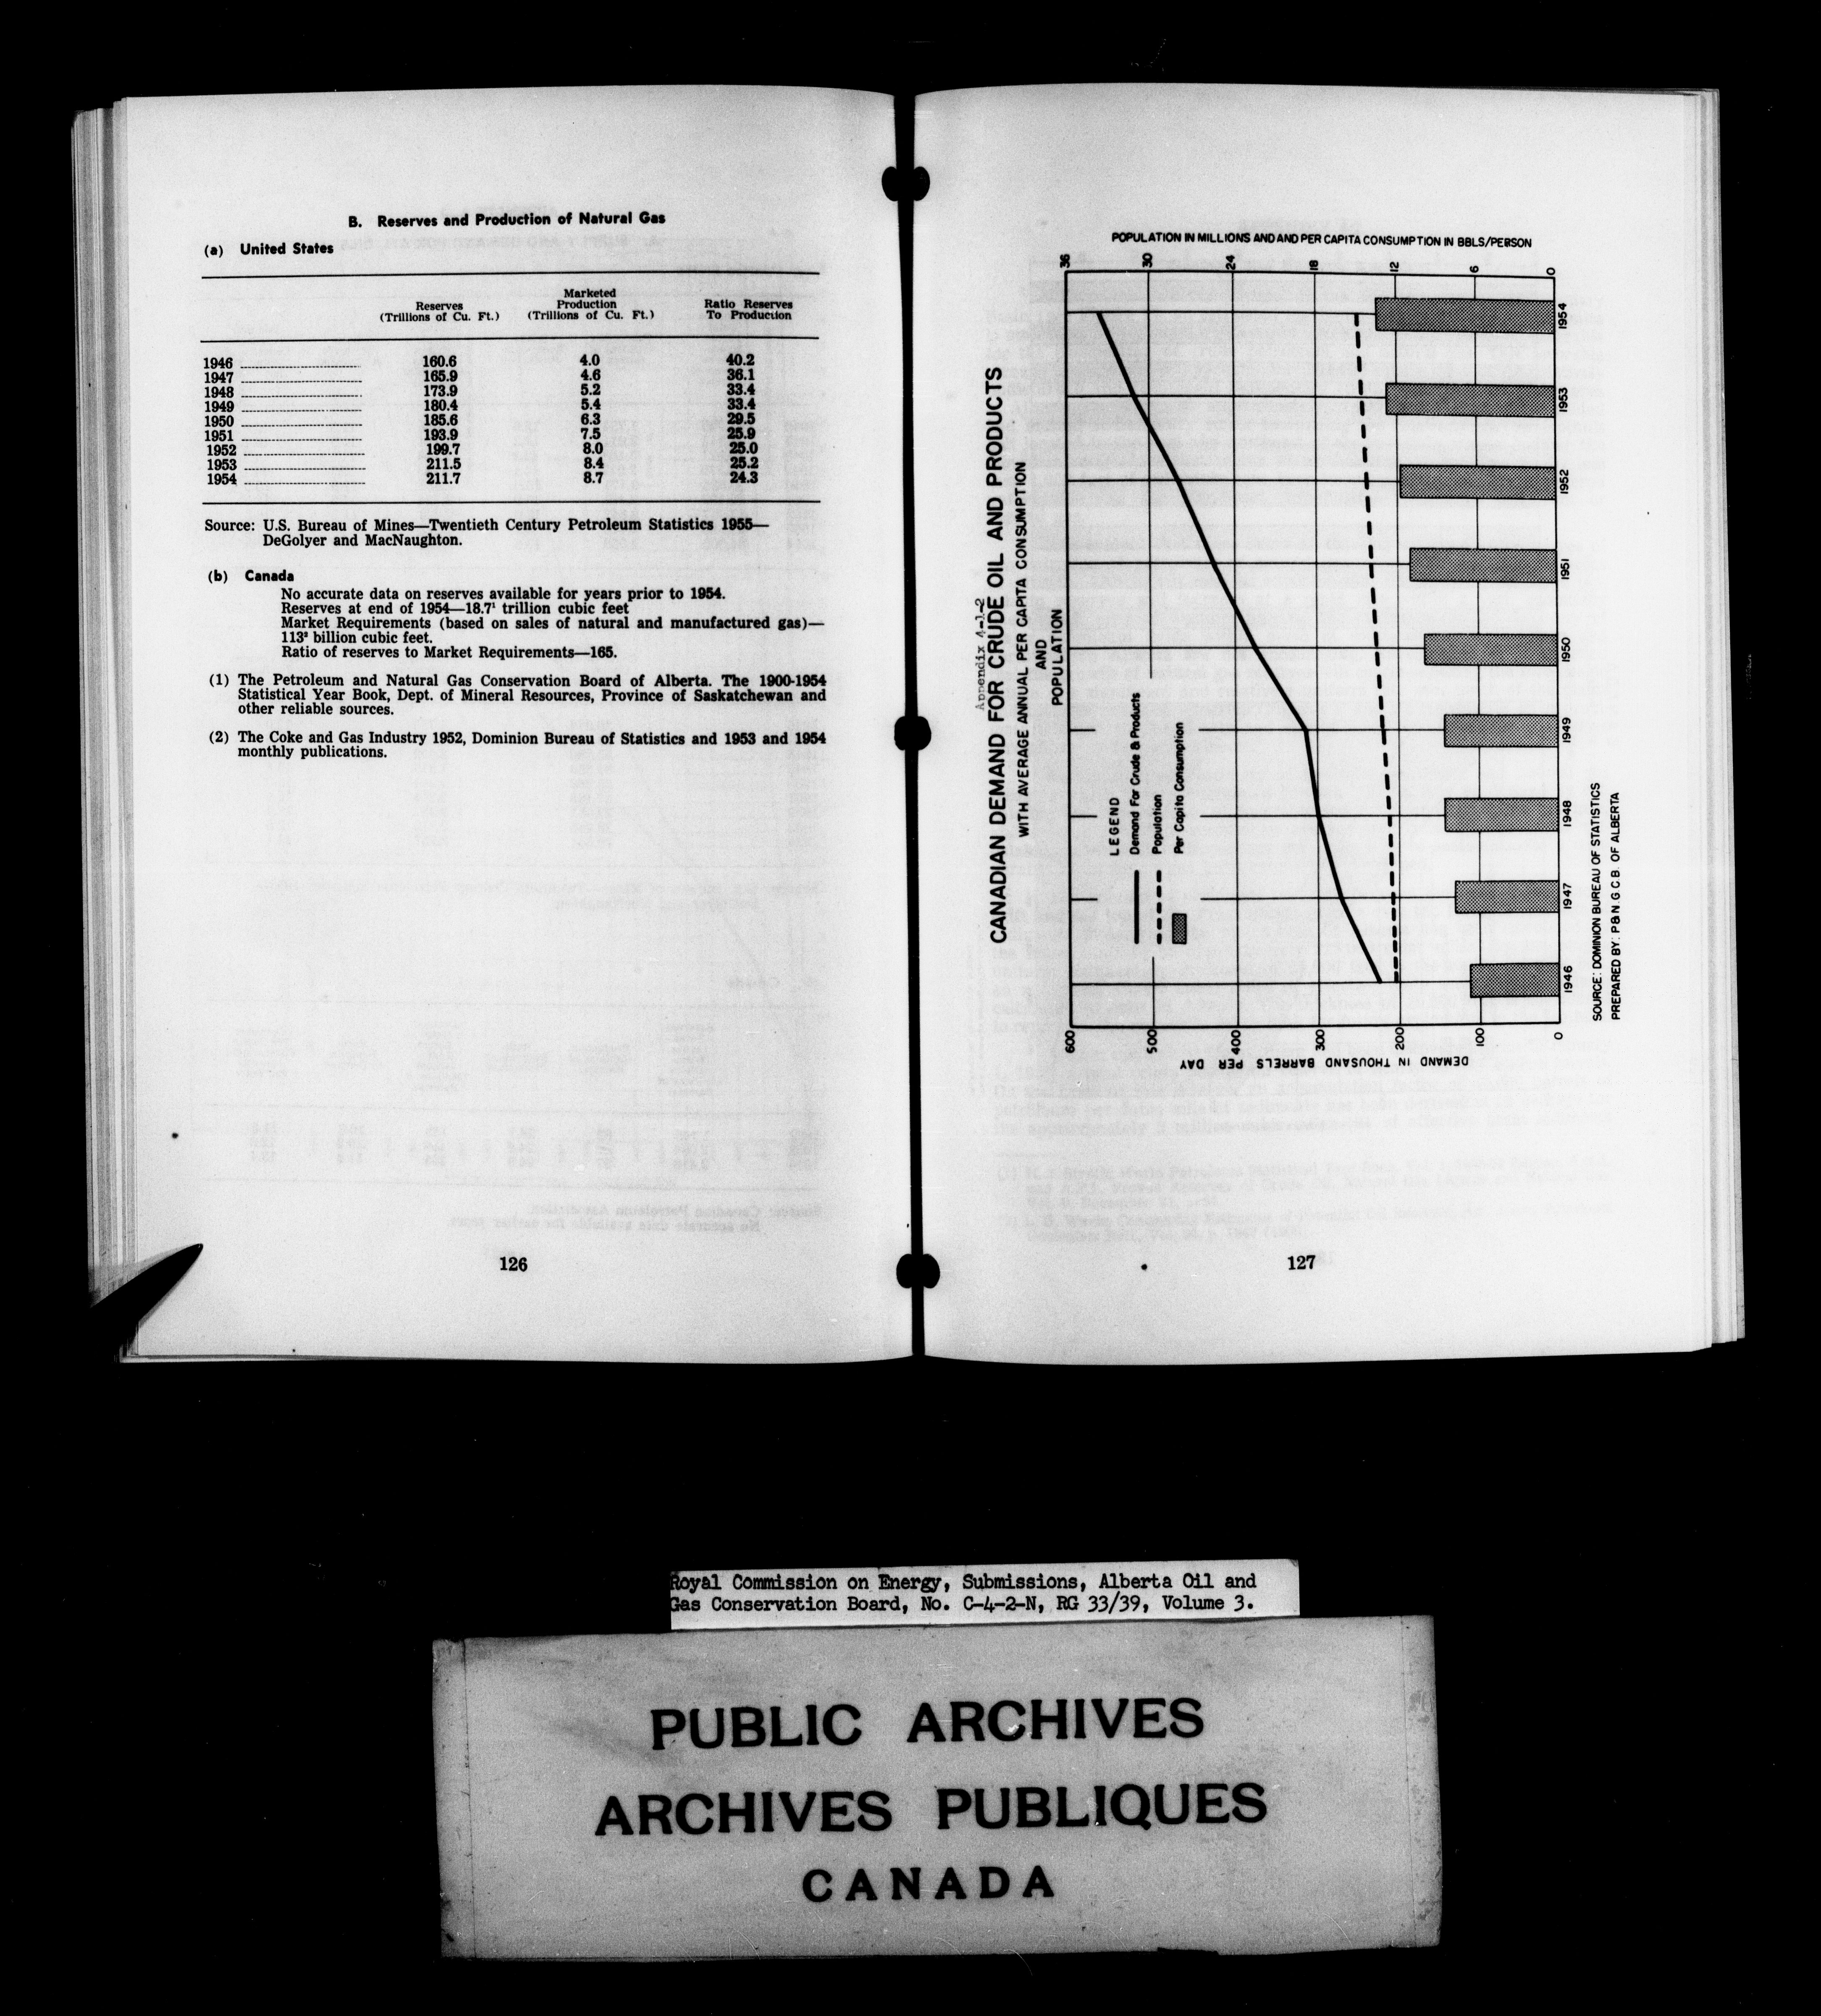 B. Reserves and Production of Natural Gas
(a) United States
Reserves (Trillions of Cu. Ft.) Marketed Production (Trillions of Cu. Ft.) Ratio Reserves To Production
1946 160.6 4.0 40.2
1947 165.9 4.6 36.1
1948 173.9 5.2 33.4
1949 180.4 5.4 33.4
1950 185.6 6.3 29.5
1951 193.9 7.5 25.9
1952 199.7 8.0 25.0
1953 211.5 8.4 25.2
1954 211.7 8.7 24.3
Source: U.S. Bureau of Mines—Twentieth Century Petroleum Statistics 1955—
DeGolyer and MacNaughton.
(b) Canada
No accurate data on reserves available for years prior to 1954.
Reserves at end of 1954—18.7¹ trillion cubic feet
Market Requirements (based on sales of natural and manufactured gas)—
113² billion cubic feet.
Ratio of reserves to Market Requirements—165.
(1) The Petroleum and Natural Gas Conservation Board of Alberta. The 1900-1954
Statistical Year Book, Dept. of Mineral Resources, Province of Saskatchewan and
other reliable sources.
(2) The Coke and Gas Industry 1952, Dominion Bureau of Statistics and 1953 and 1954
monthly publications.
126
Appendix 4-1-2
CANADIAN DEMAND FOR CRUDE OIL AND PRODUCTS
WITH AVERAGE ANNUAL PER CAPITA CONSUMPTION
AND
POPULATION
LEGEND
Demand For Crude & Products
Population
Per Capita Consumption
DEMAND IN THOUSAND BARRELS PER DAY
600
500
400
300
200
100
0
POPULATION IN MILLIONS AND AND PER CAPITA CONSUMPTION IN BBLS/PERSON
36
30
24
18
12
6
0
1946 1947 1948 1949 1950 1951 1952 1953 1954
SOURCE: DOMINION BUREAU OF STATISTICS
PREPARED BY: P & N.G.C.B. OF ALBERTA
127
Royal Commission on Energy, Submissions, Alberta Oil and
Gas Conservation Board, No. C-4-2-N, RG 33/39, Volume 3.
PUBLIC ARCHIVES
ARCHIVES PUBLIQUES
CANADA